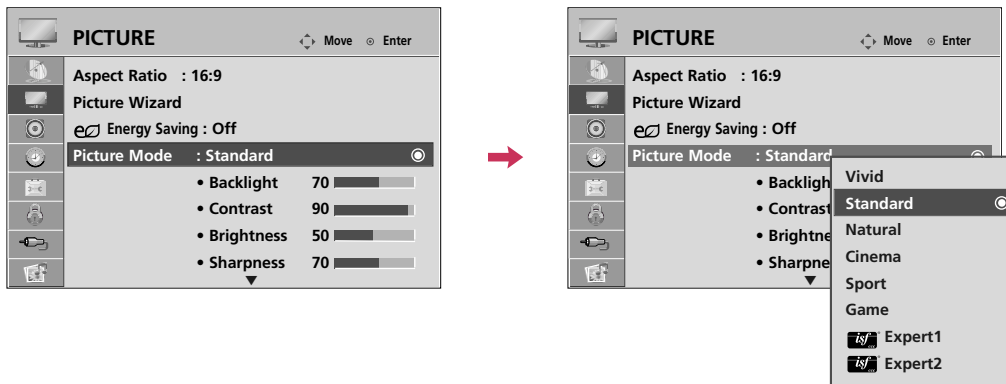 PICTURE Move Enter
Aspect Ratio : 16:9
Picture Wizard
Energy Saving : Off
Picture Mode : Standard
• Backlight 70
• Contrast 90
• Brightness 50
• Sharpness 70
PICTURE Move Enter
Aspect Ratio : 16:9
Picture Wizard
Energy Saving : Off
Picture Mode : Standard
• Backligh
• Contrast
• Brightne
• Sharpne
Vivid
Standard
Natural
Cinema
Sport
Game
isf Expert1
isf Expert2